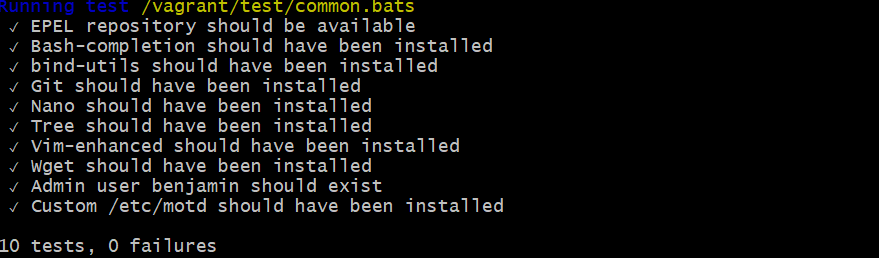 Running test /vagrant/test/common.bats
✓ EPEL repository should be available
✓ Bash-completion should have been installed
✓ bind-utils should have been installed
✓ Git should have been installed
✓ Nano should have been installed
✓ Tree should have been installed
✓ Vim-enhanced should have been installed
✓ Wget should have been installed
✓ Admin user benjamin should exist
✓ Custom /etc/motd should have been installed
10 tests, 0 failures